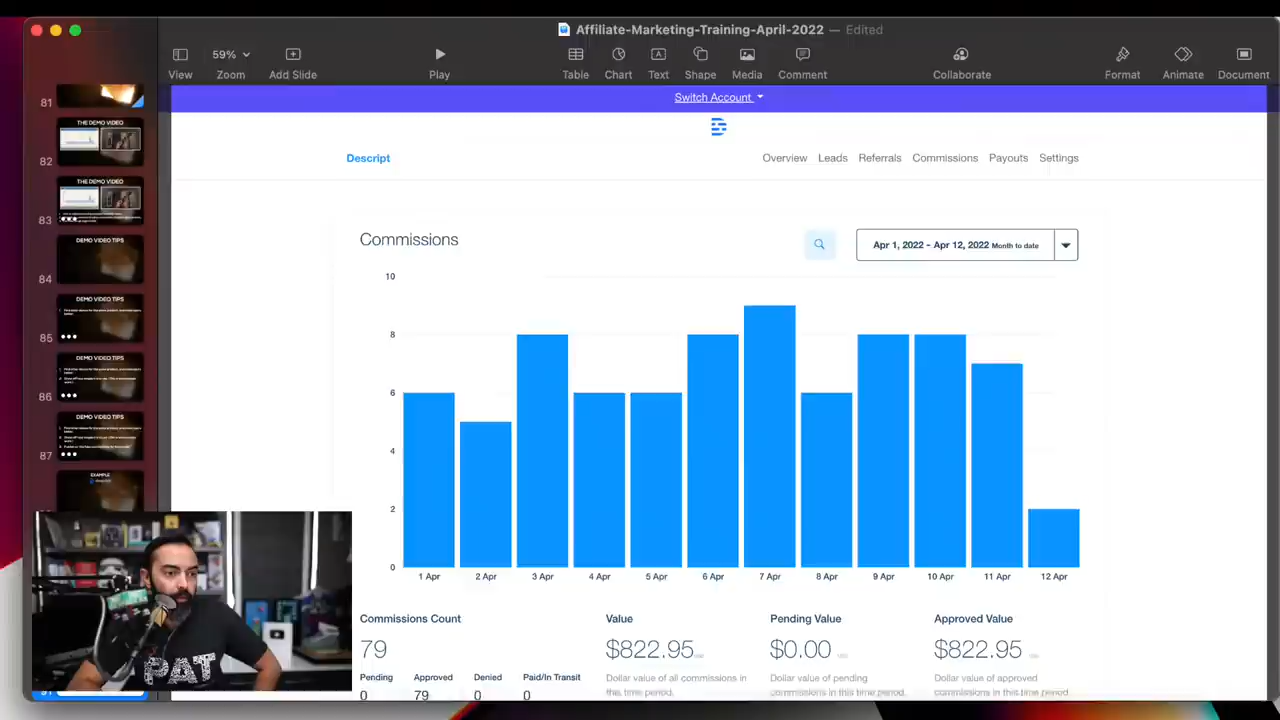 Affiliate-Marketing-Training-April-2022 — Edited
59%
View Zoom Add Slide Play Table Chart Text Shape Media Comment Collaborate Format Animate Document
Switch Account
Descript
Overview Leads Referrals Commissions Payouts Settings
Commissions
Apr 1, 2022 - Apr 12, 2022 Month to date
10
8
6
4
2
0
1 Apr 2 Apr 3 Apr 4 Apr 5 Apr 6 Apr 7 Apr 8 Apr 9 Apr 10 Apr 11 Apr 12 Apr
Commissions Count
79
Pending Approved Denied Paid/In Transit
0 79 0 0
Value
$822.95
Dollar value of all commissions in
this time period.
Pending Value
$0.00
Dollar value of pending
commissions in this time period.
Approved Value
$822.95
Dollar value of approved
commissions in this time period
81
THE DEMO VIDEO
82
THE DEMO VIDEO
83
DEMO VIDEO TIPS
84
DEMO VIDEO TIPS
85
DEMO VIDEO TIPS
86
DEMO VIDEO TIPS
87
EXAMPLE
PAT